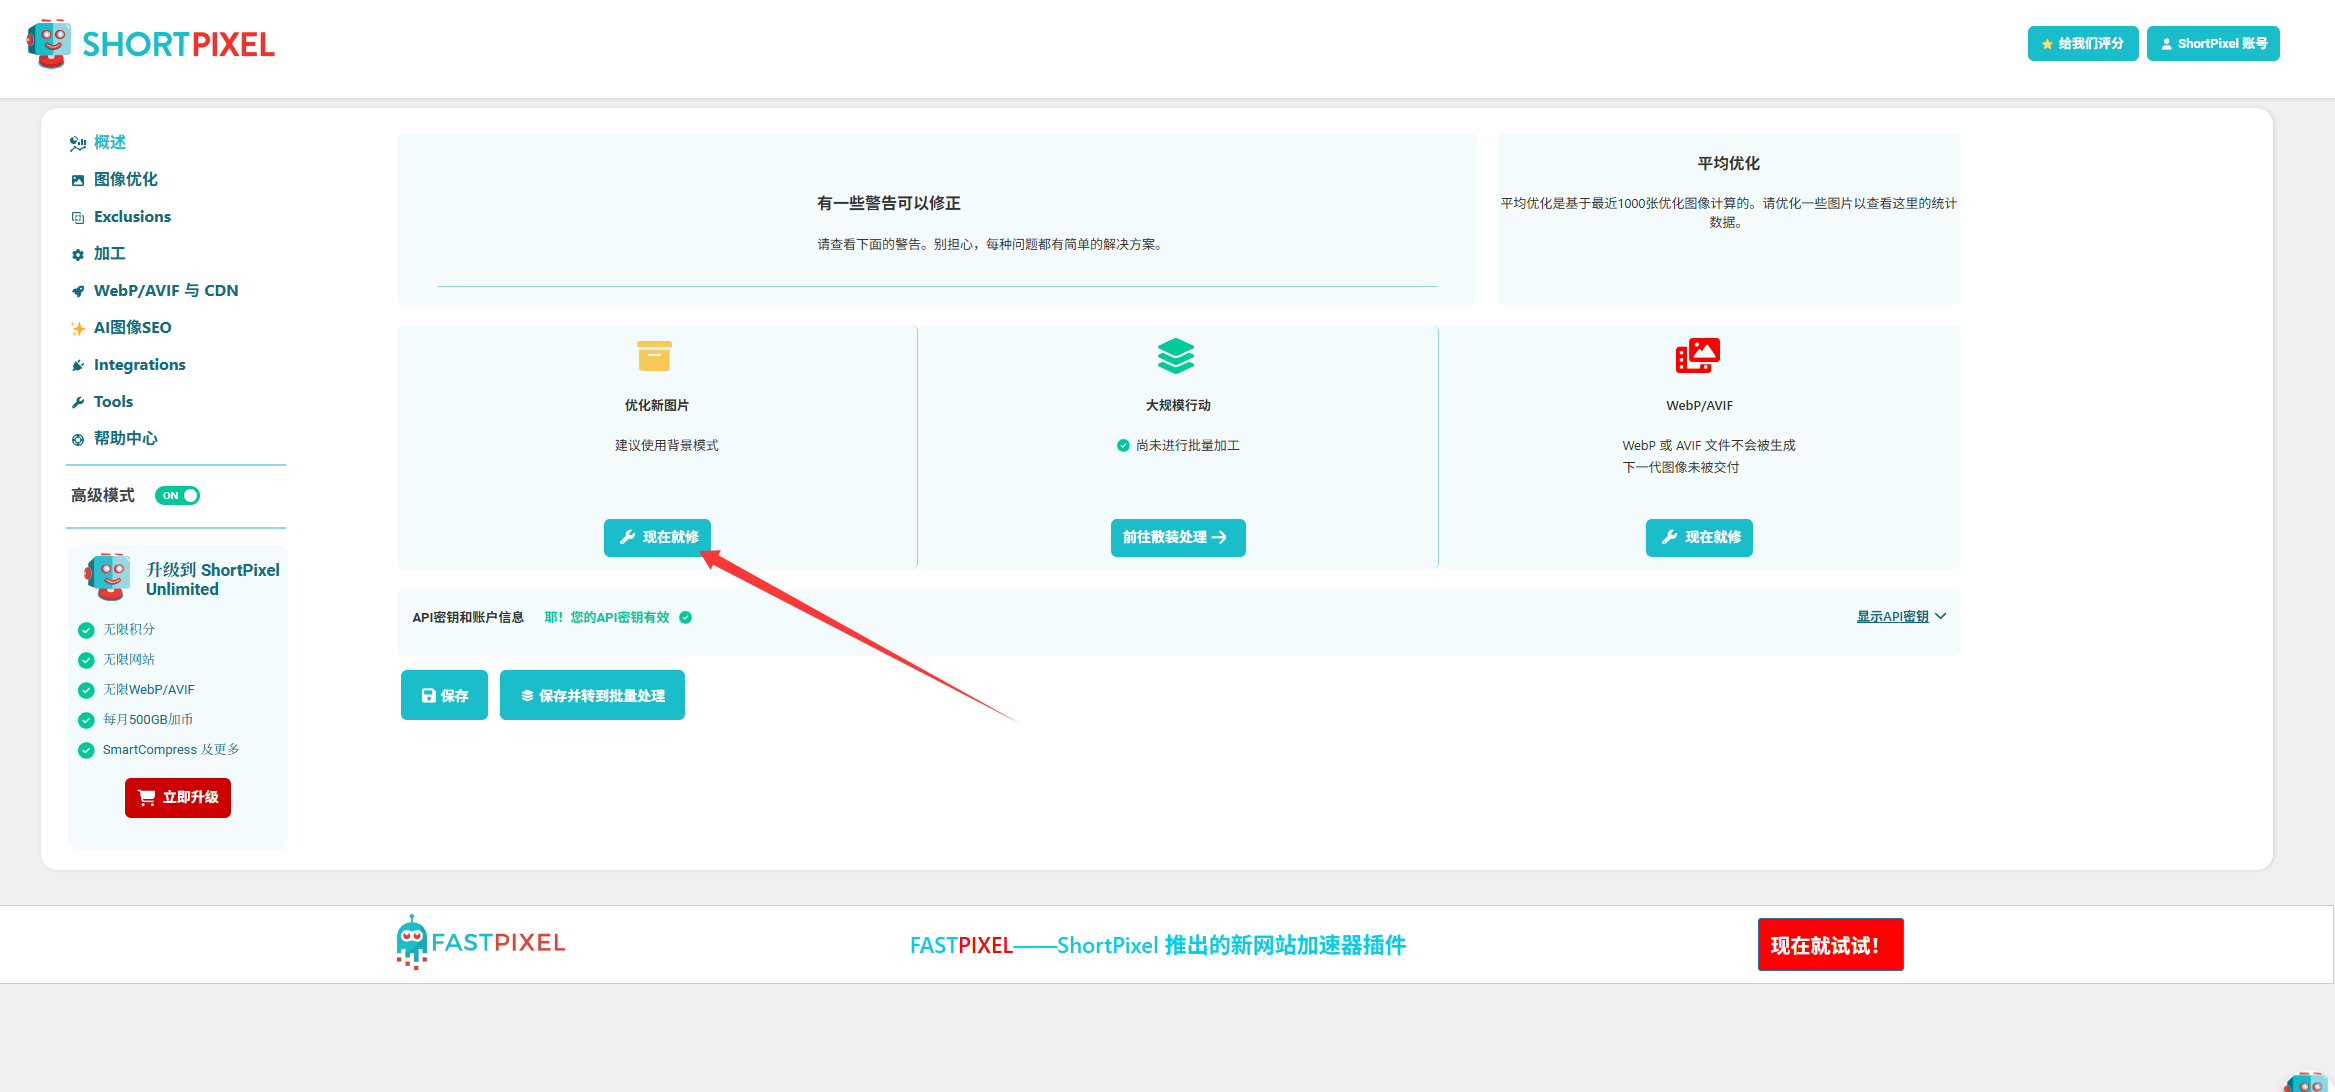 SHORTPIXEL
给我们评分
ShortPixel 账号
概述
图像优化
Exclusions
加工
WebP/AVIF 与 CDN
AI图像SEO
Integrations
Tools
帮助中心
高级模式 ON
升级到 ShortPixel
Unlimited
无限积分
无限网站
无限WebP/AVIF
每月500GB加币
SmartCompress 及更多
立即升级
有一些警告可以修正
请查看下面的警告。别担心，每种问题都有简单的解决方案。
平均优化
平均优化是基于最近1000张优化图像计算的。请优化一些图片以查看这里的统计
数据。
优化新图片
建议使用背景模式
现在就修
大规模行动
尚未进行批量加工
前往散装处理
WebP/AVIF
WebP 或 AVIF 文件不会被生成
下一代图像未被交付
现在就修
API密钥和账户信息 耶！您的API密钥有效
显示API密钥
保存
保存并转到批量处理
FASTPIXEL
FASTPIXEL——ShortPixel 推出的新网站加速器插件
现在就试试！